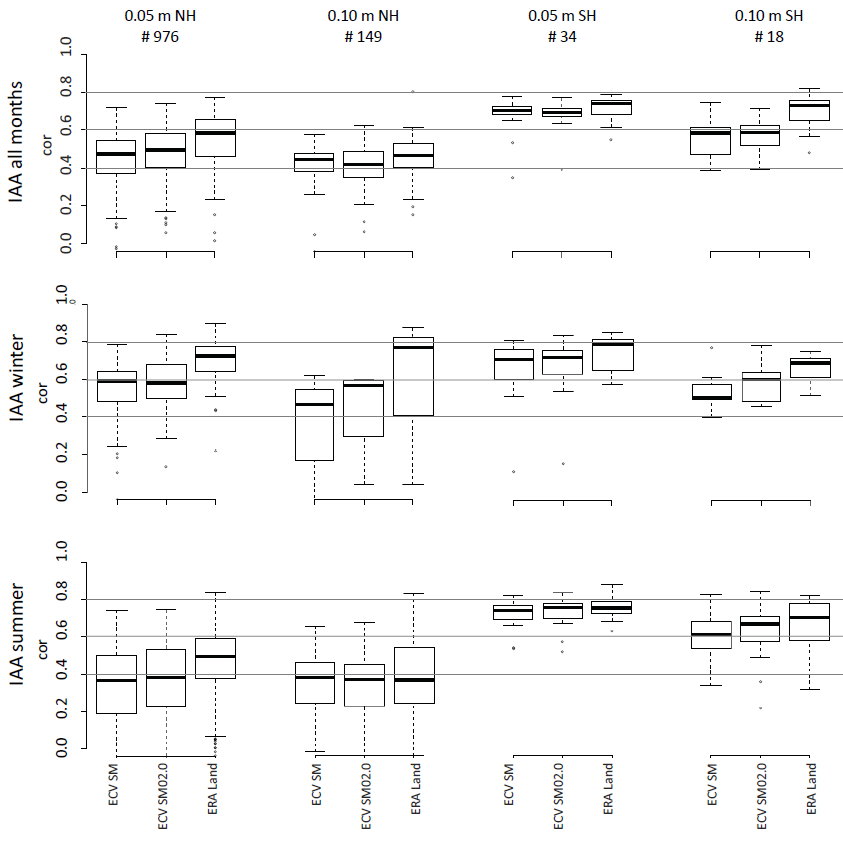 0.05 m NH 0.10 m NH 0.05 m SH 0.10 m SH
# 976 # 149 # 34 # 18
IAA all months
cor
1.0
0.8
0.6
0.4
0.2
0.0
IAA winter
cor
1.0
0.8
0.6
0.4
0.2
0.0
IAA summer
cor
1.0
0.8
0.6
0.4
0.2
0.0
ECV SM ECV SM02.0 ERA Land ECV SM ECV SM02.0 ERA Land ECV SM ECV SM02.0 ERA Land ECV SM ECV SM02.0 ERA Land